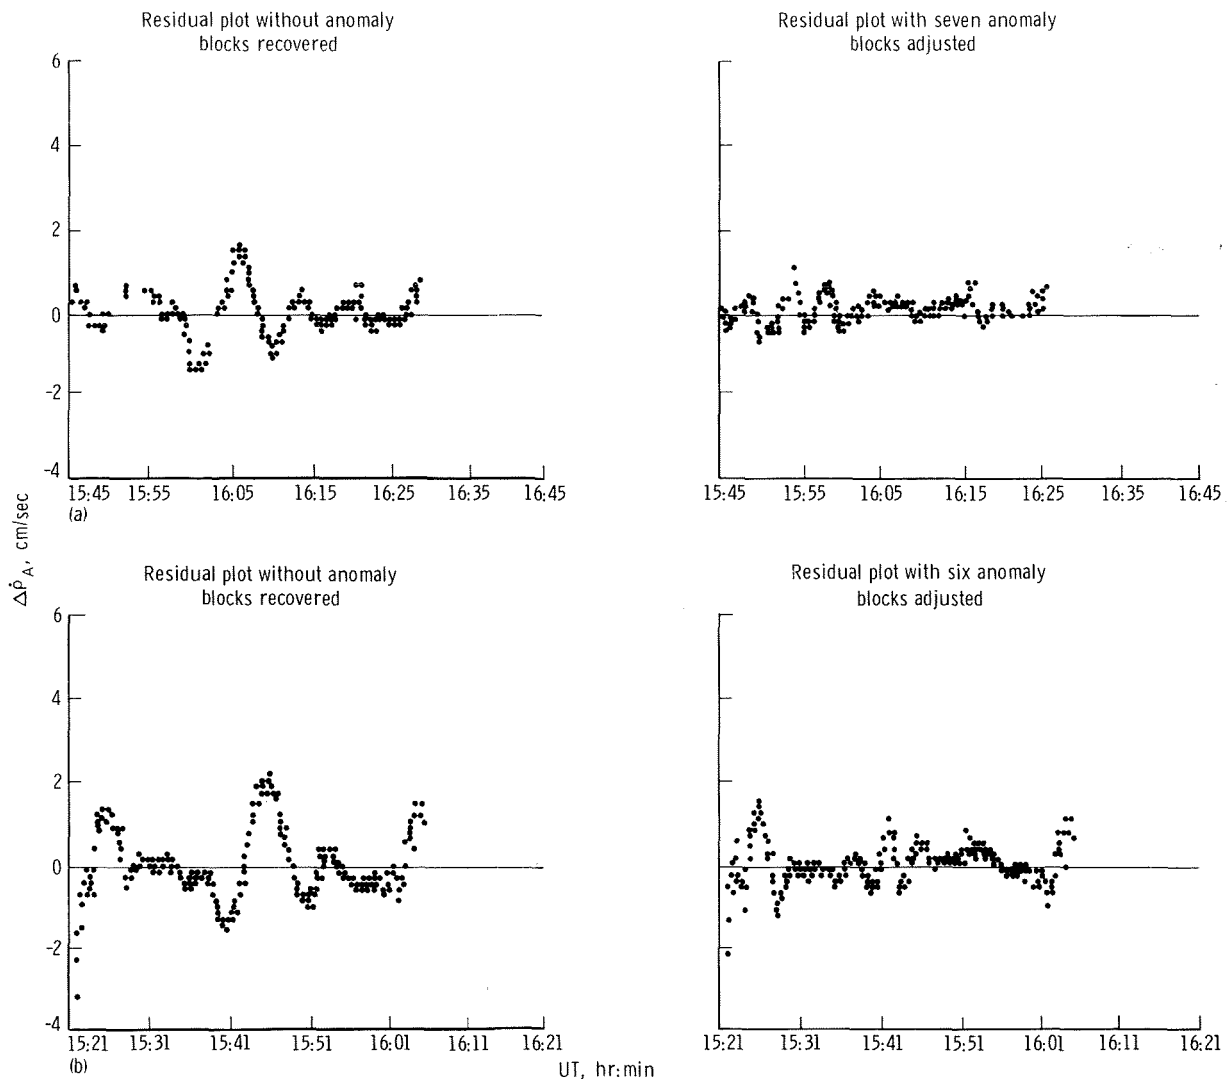 Residual plot without anomaly
blocks recovered
6
4
2
0
-2
-4
15:45 15:55 16:05 16:15 16:25 16:35 16:45
(a)
Residual plot with seven anomaly
blocks adjusted
15:45 15:55 16:05 16:15 16:25 16:35 16:45
ΔṖA, cm/sec
Residual plot without anomaly
blocks recovered
6
4
2
0
-2
-4
15:21 15:31 15:41 15:51 16:01 16:11 16:21
(b)
Residual plot with six anomaly
blocks adjusted
15:21 15:31 15:41 15:51 16:01 16:11 16:21
UT, hr:min